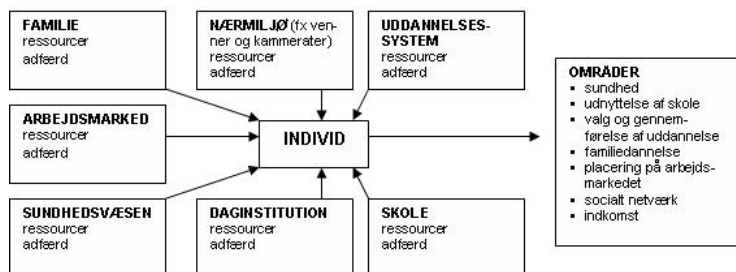 FAMILIE
ressourcer
adfærd
NÆRMILJØ (fx ven-
ner og kammerater)
ressourcer
adfærd
UDDANNELSES-
SYSTEM
ressourcer
adfærd
ARBEJDSMARKED
ressourcer
adfærd
INDIVID
OMRÅDER
▪ sundhed
▪ udnyttelse af skole
▪ valg og gennem-
førelse af uddannelse
▪ familiedannelse
▪ placering på arbejds-
markedet
▪ socialt netværk
▪ indkomst
SUNDHEDSVÆSEN
ressourcer
adfærd
DAGINSTITUTION
ressourcer
adfærd
SKOLE
ressourcer
adfærd